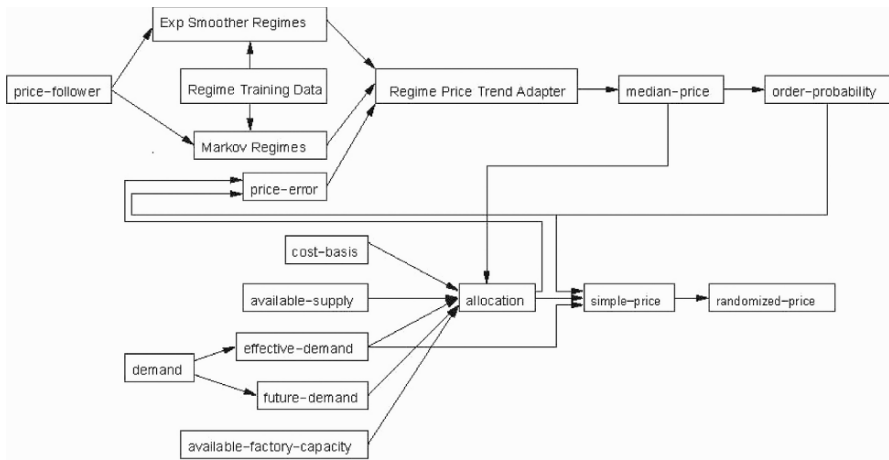 Exp Smoother Regimes
price-follower
Regime Training Data
Regime Price Trend Adapter
median-price
order-probability
Markov Regimes
price-error
cost-basis
available-supply
allocation
simple-price
randomized-price
effective-demand
demand
future-demand
available-factory-capacity